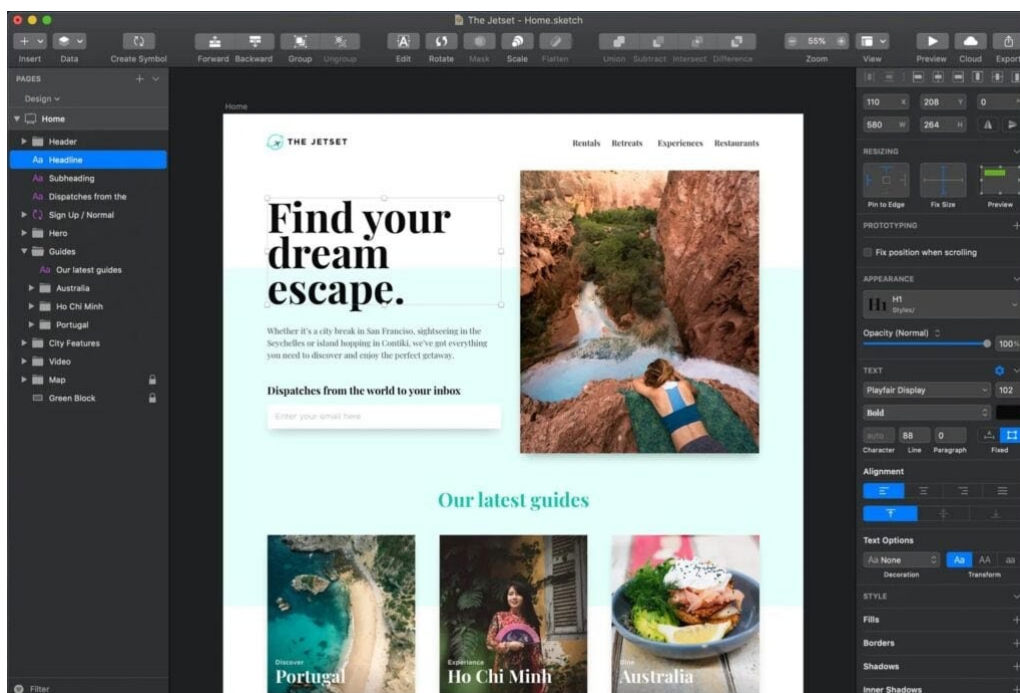 The Jetset - Home.sketch
Insert Data Create Symbol Forward Backward Group Ungroup Edit Rotate Mask Scale Flatten Union Subtract Intersect Difference 55% Zoom View Preview Cloud Export
PAGES
Design
Home
Header
Aa Headline
Aa Subheading
Aa Dispatches from the
Sign Up / Normal
Hero
Guides
Aa Our latest guides
Australia
Ho Chi Minh
Portugal
City Features
Video
Map
Green Block
Filter
Home
THE JETSET
Rentals Retreats Experiences Restaurants
Find your
dream
escape.
Whether it's a city break in San Franciso, sightseeing in the
Seychelles or island hopping in Contiki, we've got everything
you need to discover and enjoy the perfect getaway.
Dispatches from the world to your inbox
Enter your email here
Our latest guides
Discover
Portugal
Experience
Ho Chi Minh
Dine
Australia
110 X 208 Y 0
580 W 264 H
RESIZING
Pin to Edge Fix Size Preview
PROTOTYPING
Fix position when scrolling
APPEARANCE
H1 H1
Styles/
Opacity (Normal)
100%
TEXT
Playfair Display 102
Bold
auto 88 0
Character Line Paragraph Fixed
Alignment
Text Options
Aa None Aa AA aa
Decoration Transform
STYLE
Fills
Borders
Shadows
Inner Shadows